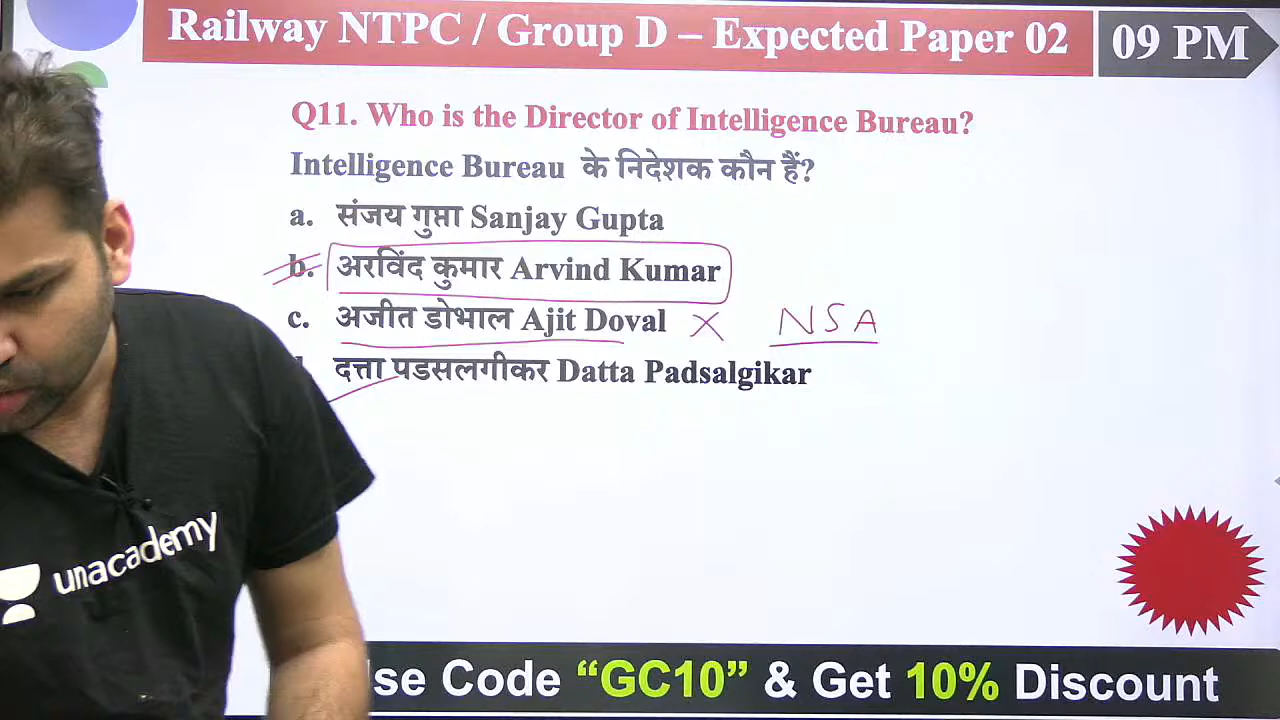 Railway NTPC / Group D – Expected Paper 02
09 PM
Q11. Who is the Director of Intelligence Bureau?
Intelligence Bureau के निदेशक कौन हैं?
a. संजय गुप्ता Sanjay Gupta
b. अरविंद कुमार Arvind Kumar
c. अजीत डोभाल Ajit Doval X NSA
दत्ता पडसलगीकर Datta Padsalgikar
unacademy
se Code “GC10” & Get 10% Discount